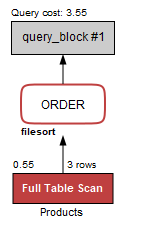 Query cost: 3.55
query_block #1
ORDER
filesort
0.55 3 rows
Full Table Scan
Products